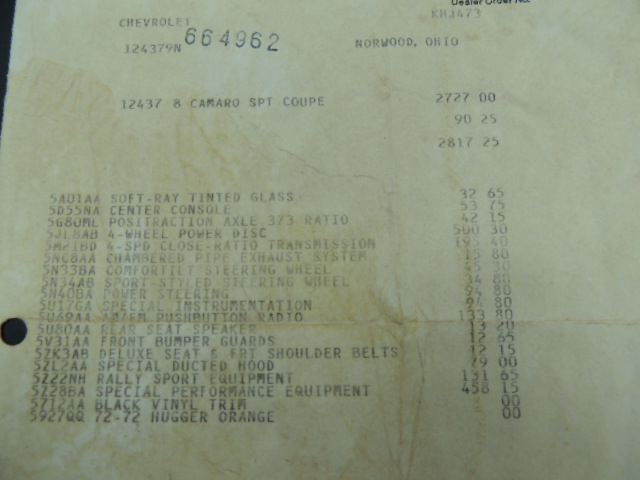 Dealer Order No.
KMJ473
CHEVROLET
124379N 664962
NORWOOD, OHIO
12437 8 CAMARO SPT COUPE 2727 00
90 25
2817 25
5A01AA SOFT-RAY TINTED GLASS 32 65
5D55NA CENTER CONSOLE 53 75
5G80ML POSITRACTION AXLE 373 RATIO 42 15
5JL8AB 4-WHEEL POWER DISC 500 30
5M21BD 4-SPD CLOSE-RATIO TRANSMISSION 195 40
5NC8AA CHAMBERED PIPE EXHAUST SYSTEM 15 80
5N33BA COMFORTILT STEERING WHEEL 45 30
5N34AB SPORT-STYLED STEERING WHEEL 34 80
5N40BA POWER STEERING 94 80
5U17GA SPECIAL INSTRUMENTATION 94 80
5U69AA AM/FM PUSHBUTTON RADIO 133 80
5U80AA REAR SEAT SPEAKER 13 20
5V31AA FRONT BUMPER GUARDS 12 65
5ZK3AB DELUXE SEAT & FRT SHOULDER BELTS 12 15
5ZL2AA SPECIAL DUCTED HOOD 79 00
5Z22NH RALLY SPORT EQUIPMENT 131 65
5Z28BA SPECIAL PERFORMANCE EQUIPMENT 458 15
BLACK VINYL TRIM 00
5927QQ 72-72 HUGGER ORANGE 00